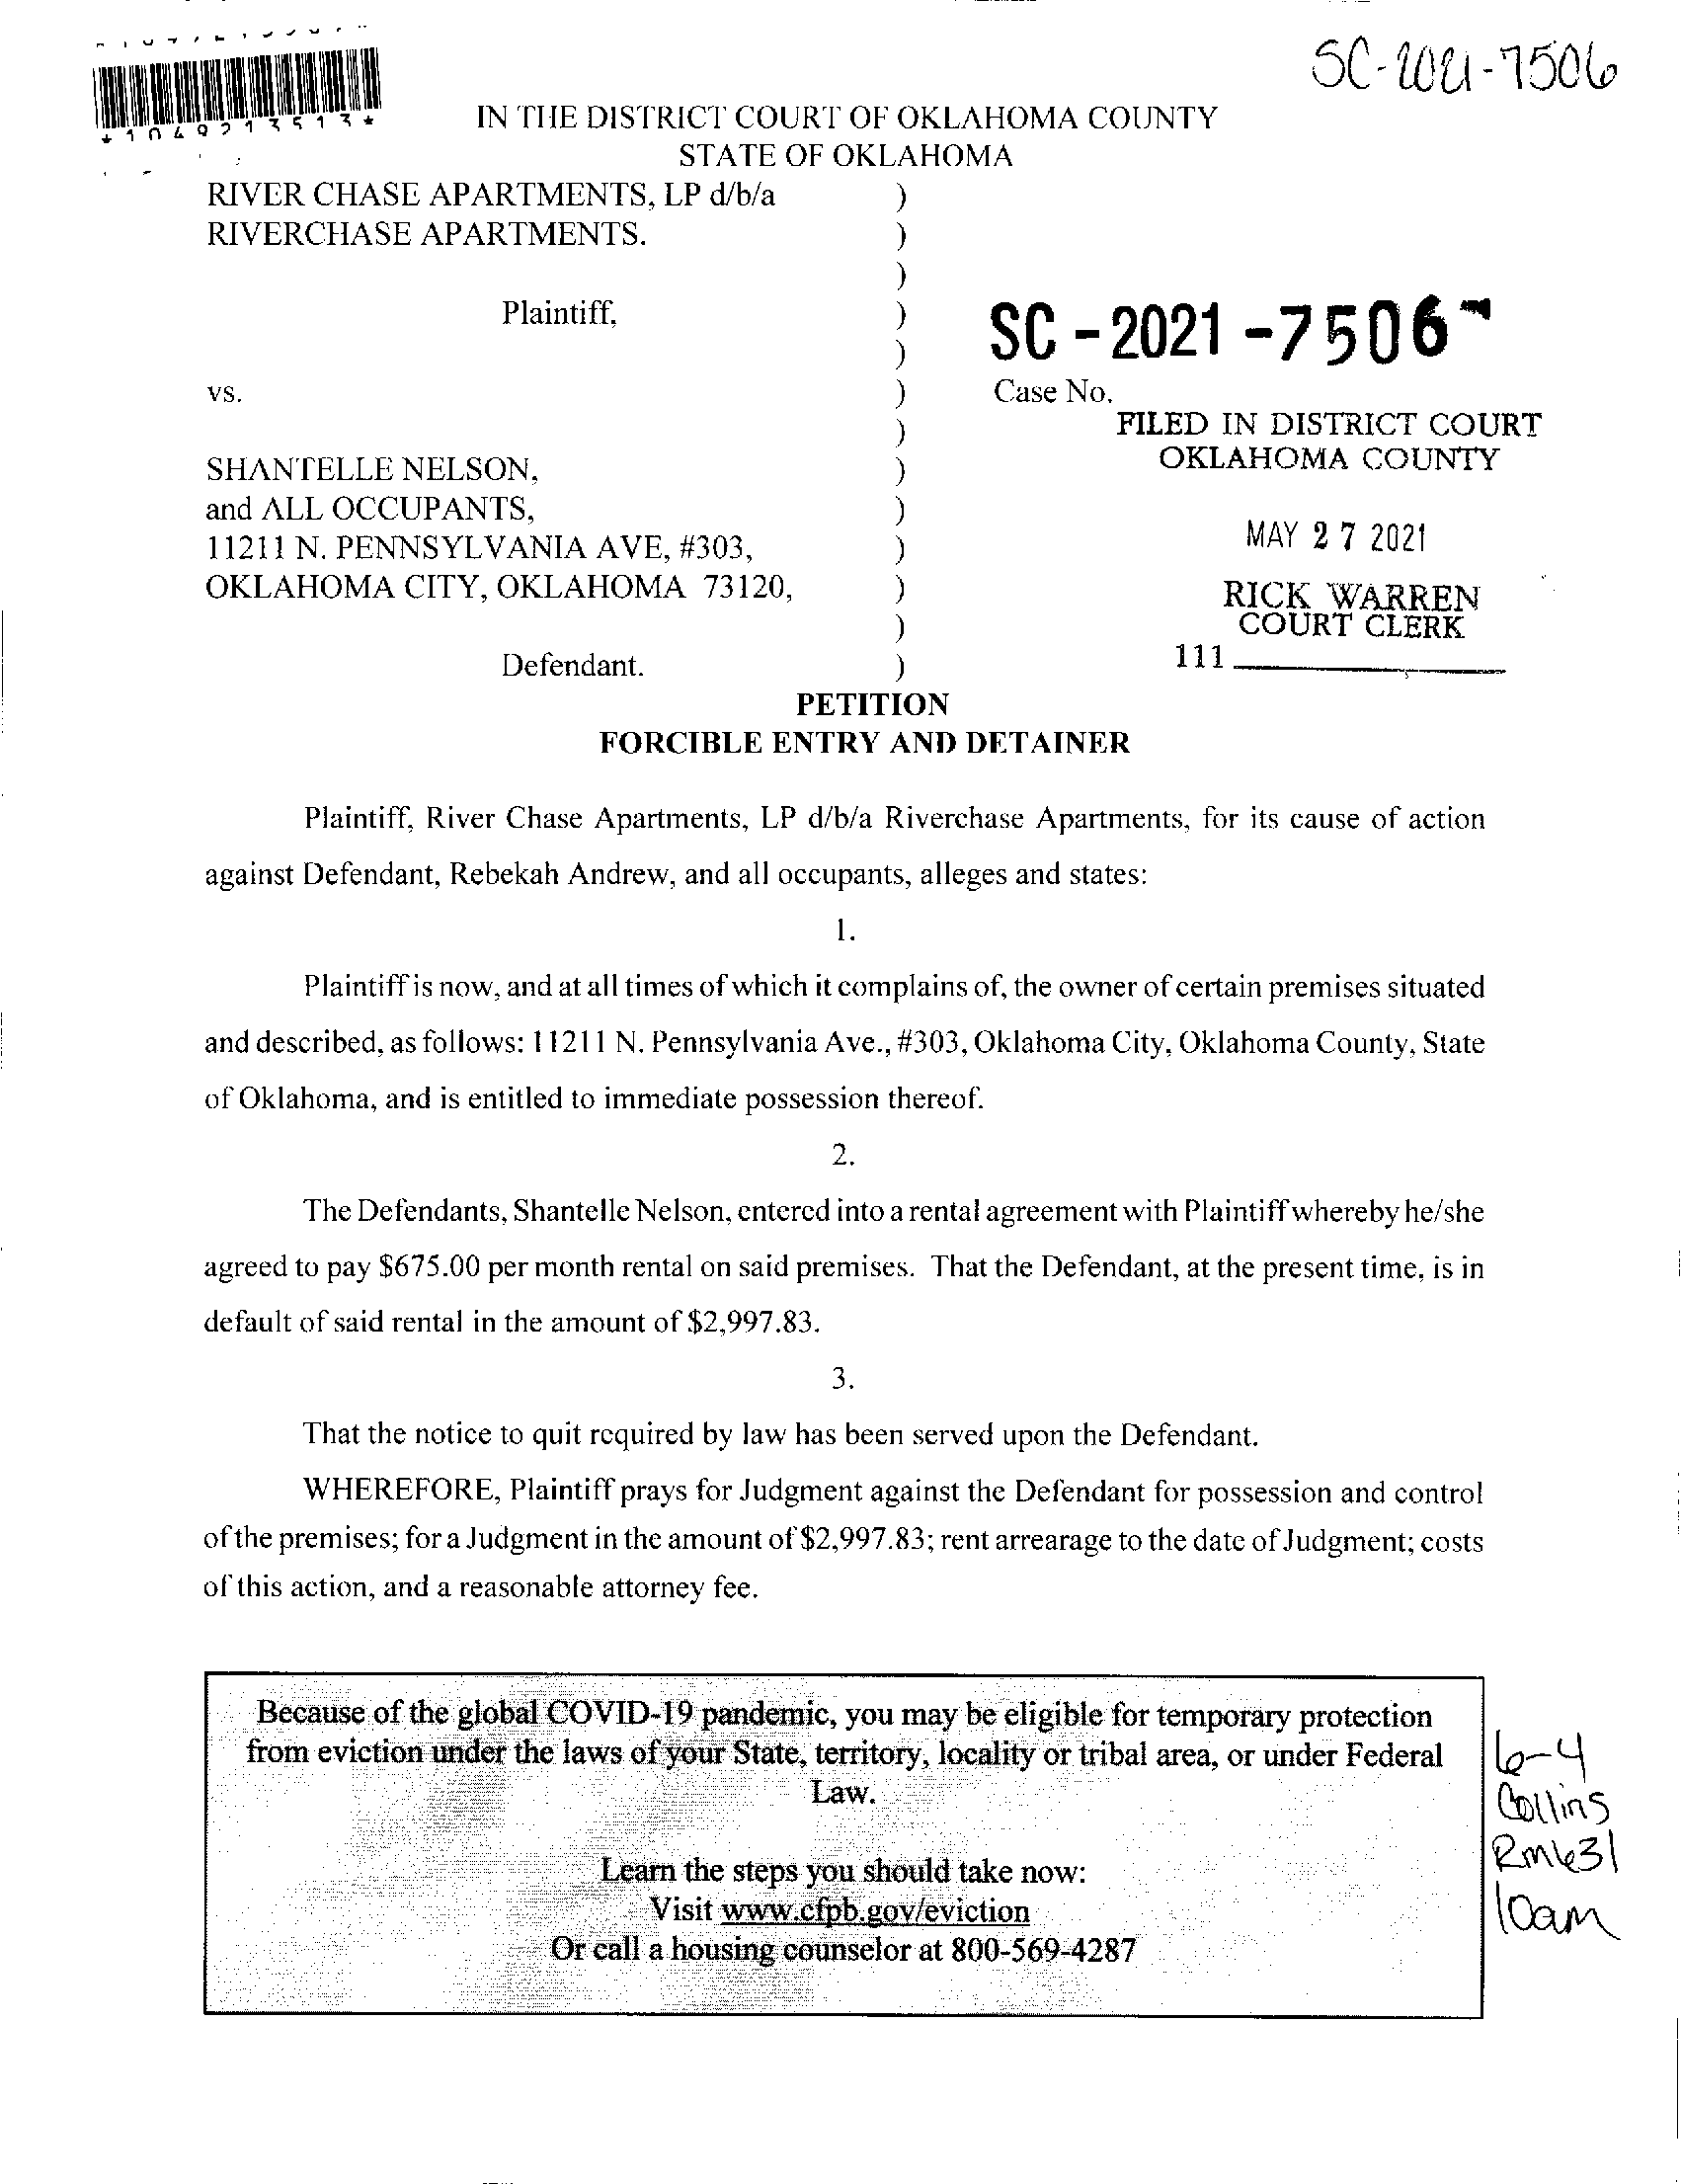 SC-2021-7506
*1049213513*
IN THE DISTRICT COURT OF OKLAHOMA COUNTY
STATE OF OKLAHOMA
RIVER CHASE APARTMENTS, LP d/b/a )
RIVERCHASE APARTMENTS. )
)
Plaintiff, )
SC-2021-7506
)
vs. ) Case No.
) FILED IN DISTRICT COURT
OKLAHOMA COUNTY
SHANTELLE NELSON, )
and ALL OCCUPANTS, )
11211 N. PENNSYLVANIA AVE, #303, ) MAY 27 2021
OKLAHOMA CITY, OKLAHOMA 73120, ) RICK WARREN
) COURT CLERK
Defendant. ) 111
PETITION
FORCIBLE ENTRY AND DETAINER
Plaintiff, River Chase Apartments, LP d/b/a Riverchase Apartments, for its cause of action
against Defendant, Rebekah Andrew, and all occupants, alleges and states:
1.
Plaintiff is now, and at all times of which it complains of, the owner of certain premises situated
and described, as follows: 11211 N. Pennsylvania Ave., #303, Oklahoma City, Oklahoma County, State
of Oklahoma, and is entitled to immediate possession thereof.
2.
The Defendants, Shantelle Nelson, entered into a rental agreement with Plaintiff whereby he/she
agreed to pay $675.00 per month rental on said premises. That the Defendant, at the present time, is in
default of said rental in the amount of $2,997.83.
3.
That the notice to quit required by law has been served upon the Defendant.
WHEREFORE, Plaintiff prays for Judgment against the Defendant for possession and control
of the premises; for a Judgment in the amount of $2,997.83; rent arrearage to the date of Judgment; costs
of this action, and a reasonable attorney fee.
Because of the global COVID-19 pandemic, you may be eligible for temporary protection
from eviction under the laws of your State, territory, locality or tribal area, or under Federal
Law.
Learn the steps you should take now:
Visit www.cfpb.gov/eviction
Or call a housing counselor at 800-569-4287
6-4
Collins
Rm631
10am